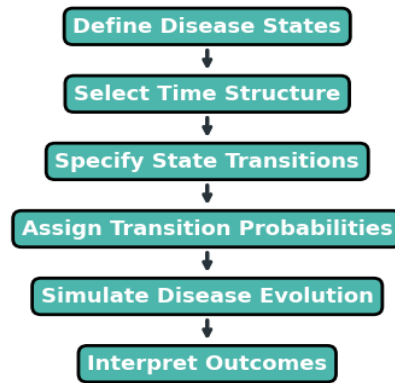 Define Disease States
Select Time Structure
Specify State Transitions
Assign Transition Probabilities
Simulate Disease Evolution
Interpret Outcomes